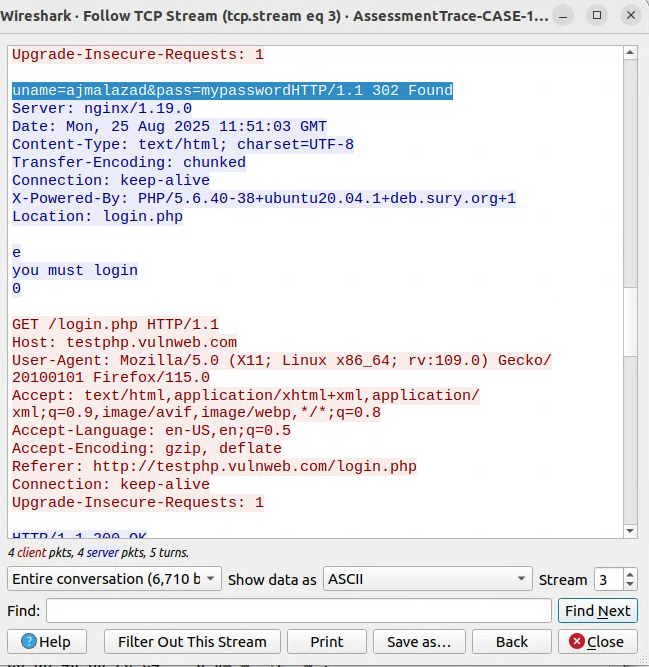 Wireshark · Follow TCP Stream (tcp.stream eq 3) · AssessmentTrace-CASE-1...
Upgrade-Insecure-Requests: 1
uname=ajmalazad&pass=mypasswordHTTP/1.1 302 Found
Server: nginx/1.19.0
Date: Mon, 25 Aug 2025 11:51:03 GMT
Content-Type: text/html; charset=UTF-8
Transfer-Encoding: chunked
Connection: keep-alive
X-Powered-By: PHP/5.6.40-38+ubuntu20.04.1+deb.sury.org+1
Location: login.php
e
you must login
0
GET /login.php HTTP/1.1
Host: testphp.vulnweb.com
User-Agent: Mozilla/5.0 (X11; Linux x86_64; rv:109.0) Gecko/
20100101 Firefox/115.0
Accept: text/html,application/xhtml+xml,application/
xml;q=0.9,image/avif,image/webp,*/*;q=0.8
Accept-Language: en-US,en;q=0.5
Accept-Encoding: gzip, deflate
Referer: http://testphp.vulnweb.com/login.php
Connection: keep-alive
Upgrade-Insecure-Requests: 1
HTTP/1.1 200 OK
4 client pkts, 4 server pkts, 5 turns.
Entire conversation (6,710 b Show data as ASCII Stream 3
Find: Find Next
Help Filter Out This Stream Print Save as... Back Close